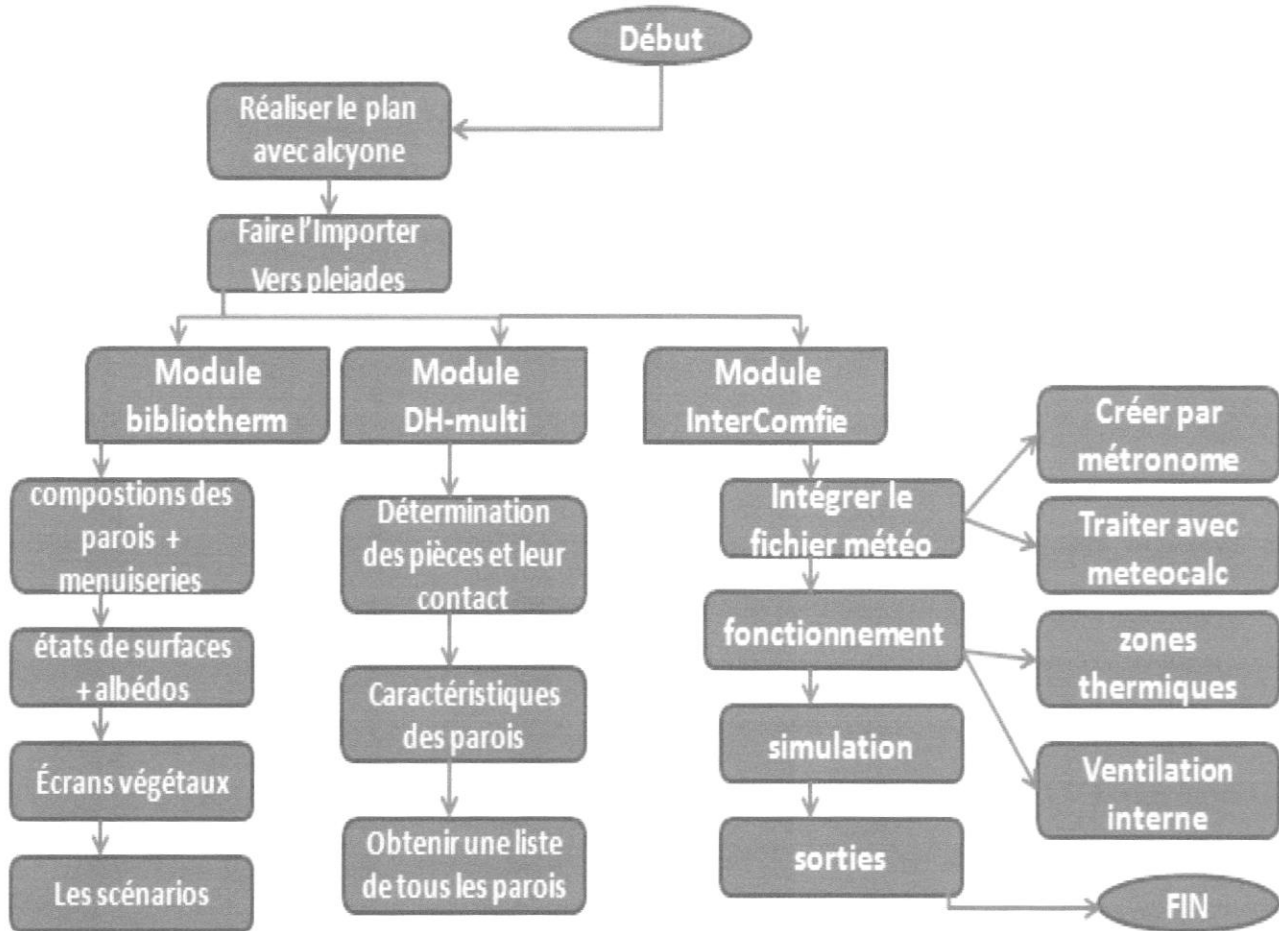 Début
Réaliser le plan
avec alcyone
Faire l'Importer
Vers pleiades
Module
bibliotherm
compostions des
parois +
menuiseries
états de surfaces
+ albédos
Écrans végétaux
Les scénarios
Module
DH-multi
Détermination
des pièces et leur
contact
Caractéristiques
des parois
Obtenir une liste
de tous les parois
Module
InterComfie
Intégrer le
fichier météo
Créer par
métronome
Traiter avec
meteocalc
fonctionnement
zones
thermiques
Ventilation
interne
simulation
sorties
FIN